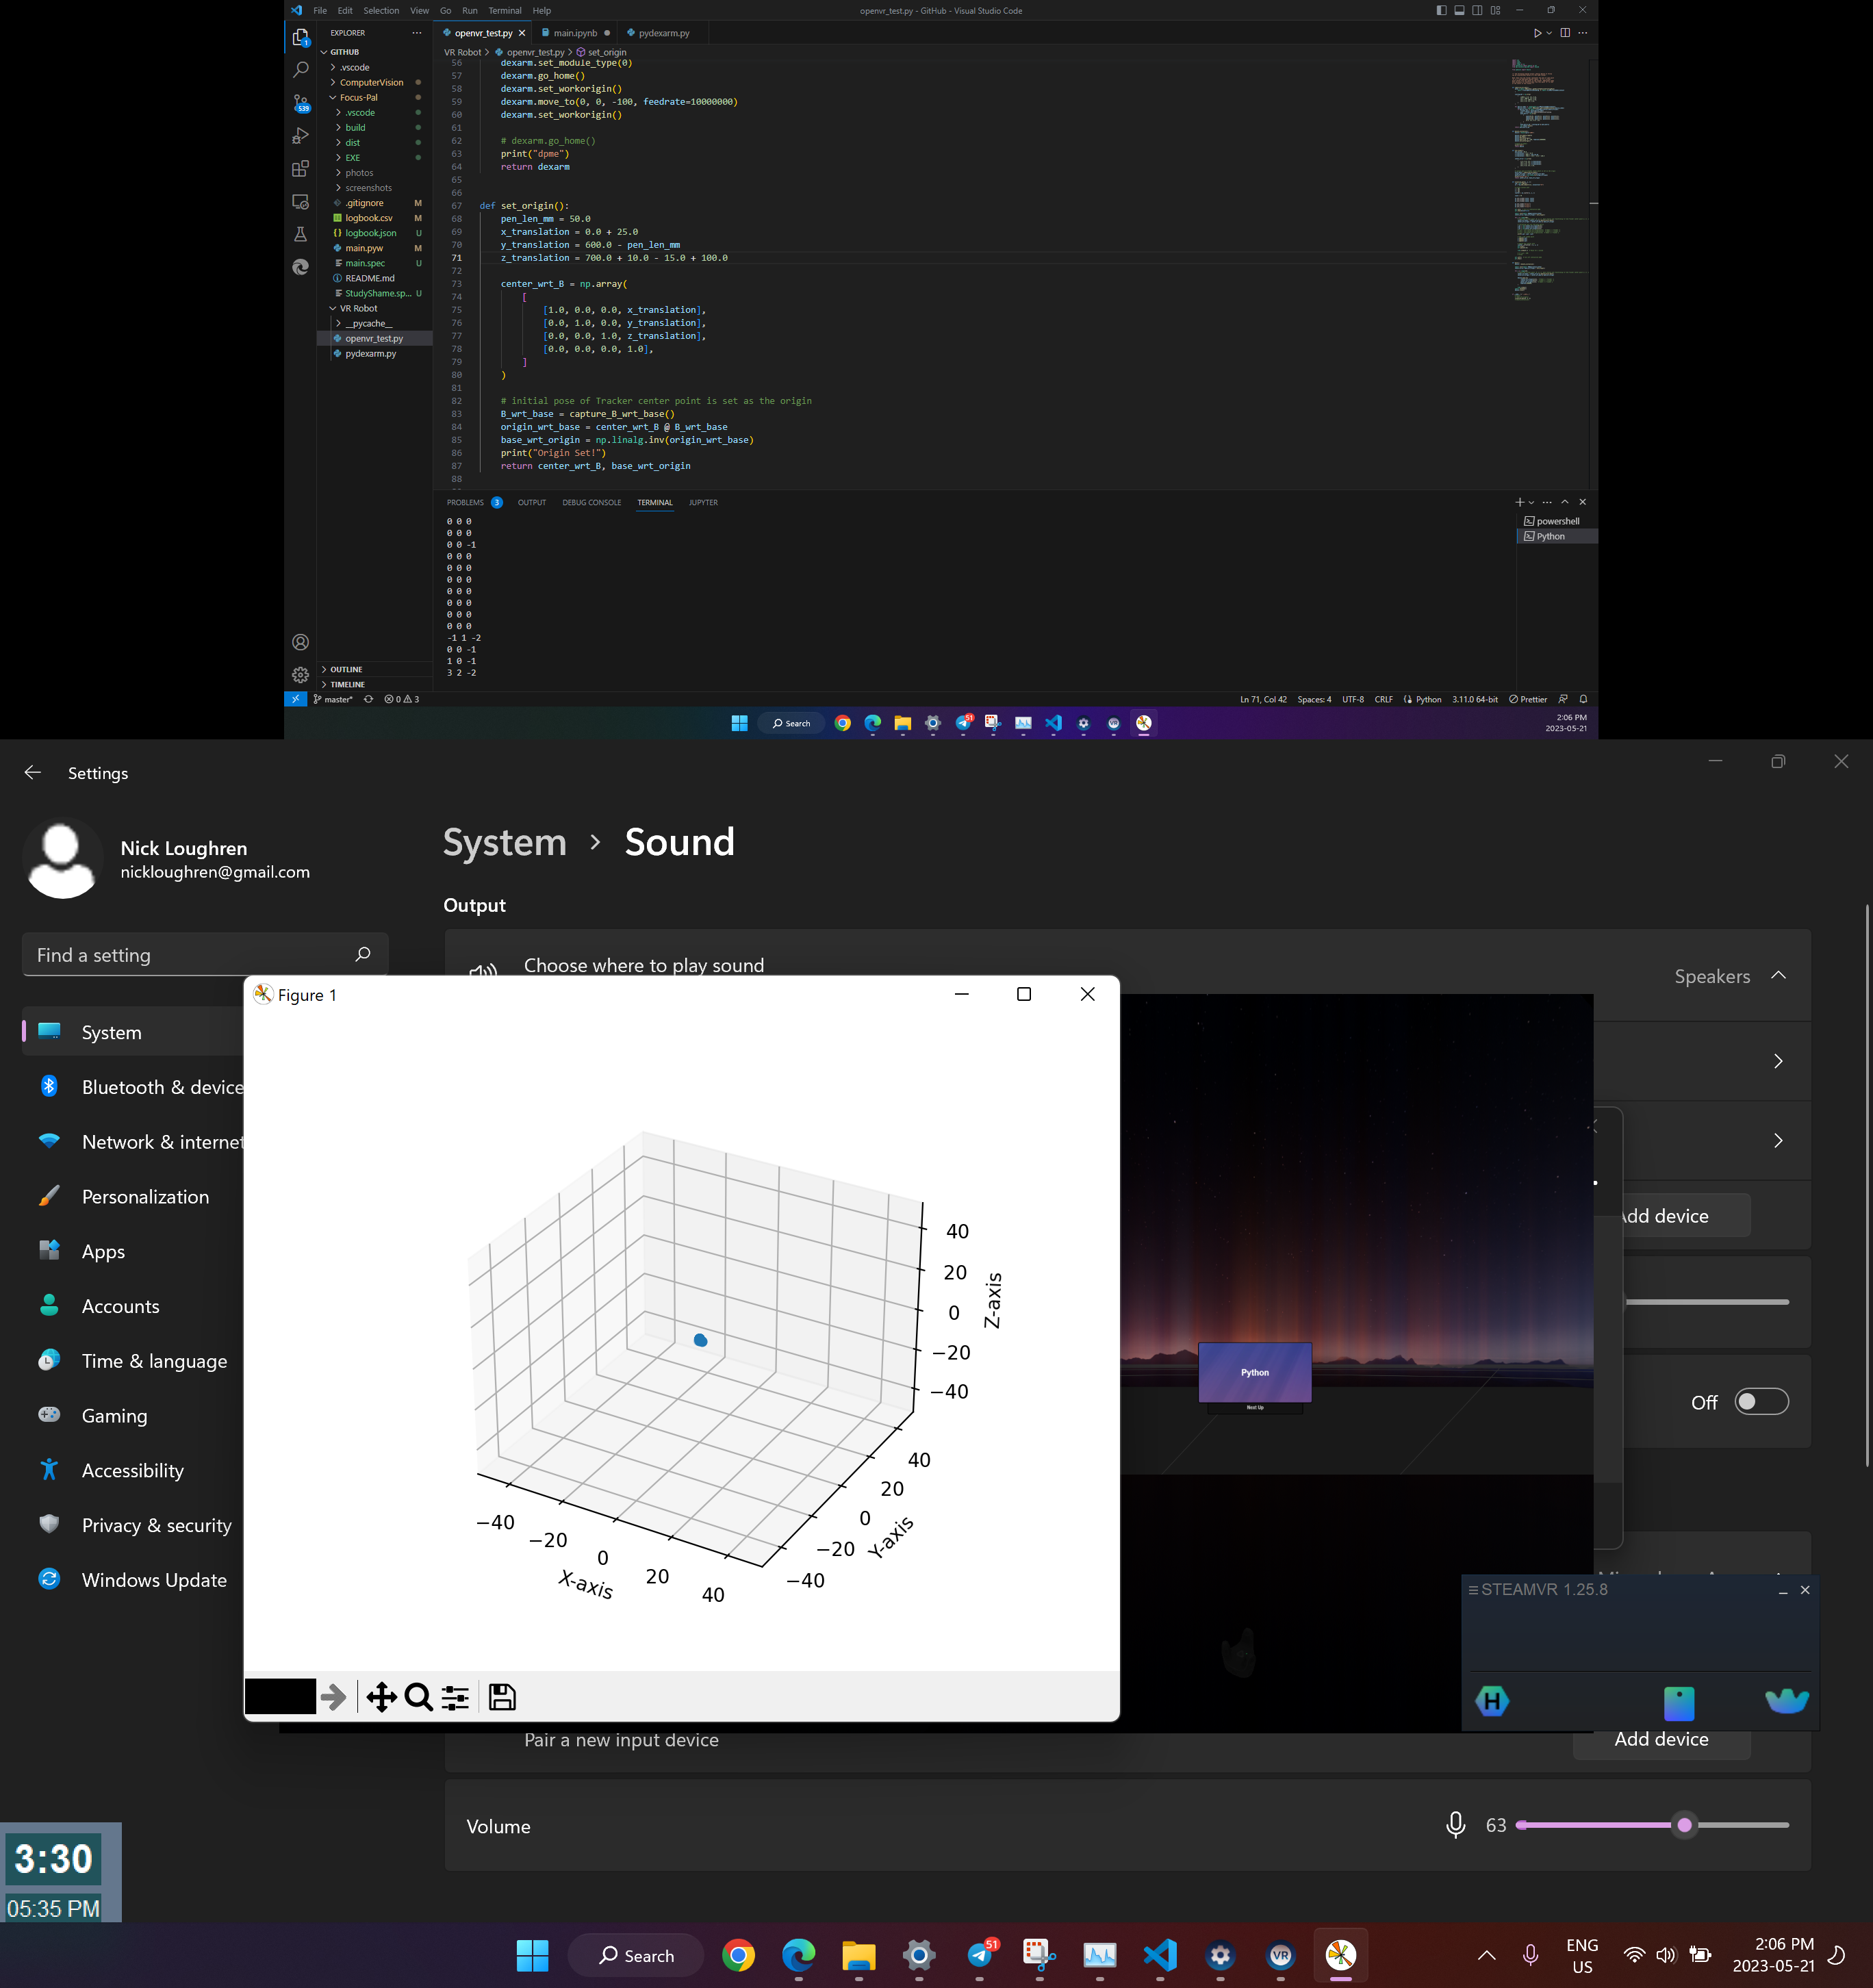 File Edit Selection View Go Run Terminal Help
openvr_test.py - GitHub - Visual Studio Code
EXPLORER
GITHUB
.vscode
ComputerVision
Focus-Pal
.vscode
build
dist
EXE
photos
screenshots
.gitignore M
logbook.csv M
logbook.json U
main.pyw M
main.spec U
README.md
StudyShame.sp... U
VR Robot
__pycache__
openvr_test.py
pydexarm.py
OUTLINE
TIMELINE
1
539
openvr_test.py main.ipynb pydexarm.py
VR Robot > openvr_test.py > set_origin
56 dexarm.set_module_type(0)
57 dexarm.go_home()
58 dexarm.set_workorigin()
59 dexarm.move_to(0, 0, -100, feedrate=10000000)
60 dexarm.set_workorigin()
61
62 # dexarm.go_home()
63 print("dpme")
64 return dexarm
65
66
67 def set_origin():
68 pen_len_mm = 50.0
69 x_translation = 0.0 + 25.0
70 y_translation = 600.0 - pen_len_mm
71 z_translation = 700.0 + 10.0 - 15.0 + 100.0
72
73 center_wrt_B = np.array(
74 [
75 [1.0, 0.0, 0.0, x_translation],
76 [0.0, 1.0, 0.0, y_translation],
77 [0.0, 0.0, 1.0, z_translation],
78 [0.0, 0.0, 0.0, 1.0],
79 ]
80 )
81
82 # initial pose of Tracker center point is set as the origin
83 B_wrt_base = capture_B_wrt_base()
84 origin_wrt_base = center_wrt_B @ B_wrt_base
85 base_wrt_origin = np.linalg.inv(origin_wrt_base)
86 print("Origin Set!")
87 return center_wrt_B, base_wrt_origin
88
PROBLEMS 3 OUTPUT DEBUG CONSOLE TERMINAL JUPYTER
powershell
Python
0 0 0
0 0 0
0 0 -1
0 0 0
0 0 0
0 0 0
0 0 0
0 0 0
0 0 0
0 0 0
-1 1 -2
0 0 -1
1 0 -1
3 2 -2
master* 0 3
Ln 71, Col 42 Spaces: 4 UTF-8 CRLF Python 3.11.0 64-bit Prettier
Search
51
2:06 PM
2023-05-21
Settings
Nick Loughren
nickloughren@gmail.com
Find a setting
System
Bluetooth & device
Network & internet
Personalization
Apps
Accounts
Time & language
Gaming
Accessibility
Privacy & security
Windows Update
System > Sound
Output
Choose where to play sound
Speakers
Add device
Off
Figure 1
40
20
0
−20
−40
Z-axis
40
20
0
−20
−40
Y-axis
−40
−20
0
20
40
X-axis
Python
Next Up
STEAMVR 1.25.8
H
Pair a new input device
Add device
Volume
63
3:30
05:35 PM
Search
51
VR
ENG
US
2:06 PM
2023-05-21